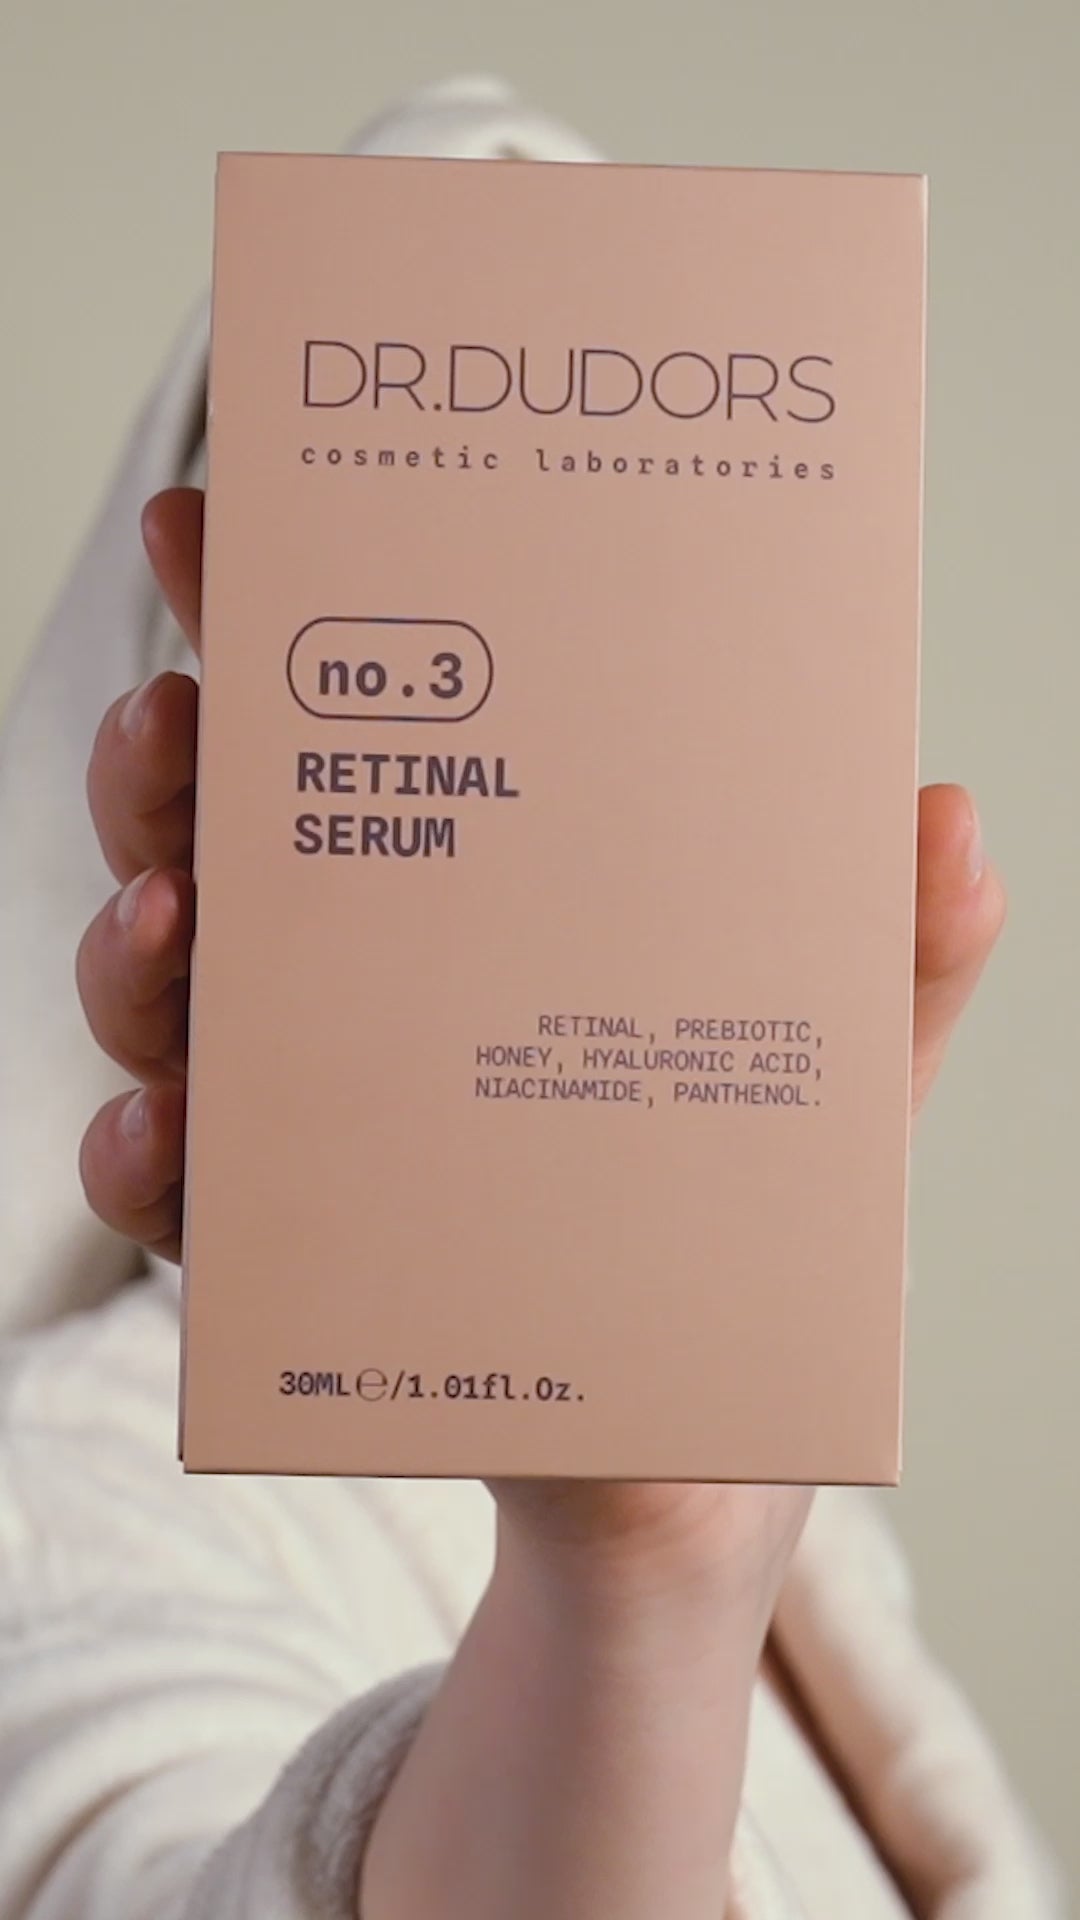 DR.DUDORS
cosmetic laboratories
no.3
RETINAL
SERUM
RETINAL, PREBIOTIC,
HONEY, HYALURONIC ACID,
NIACINAMIDE, PANTHENOL.
30ML℮/1.01fl.Oz.